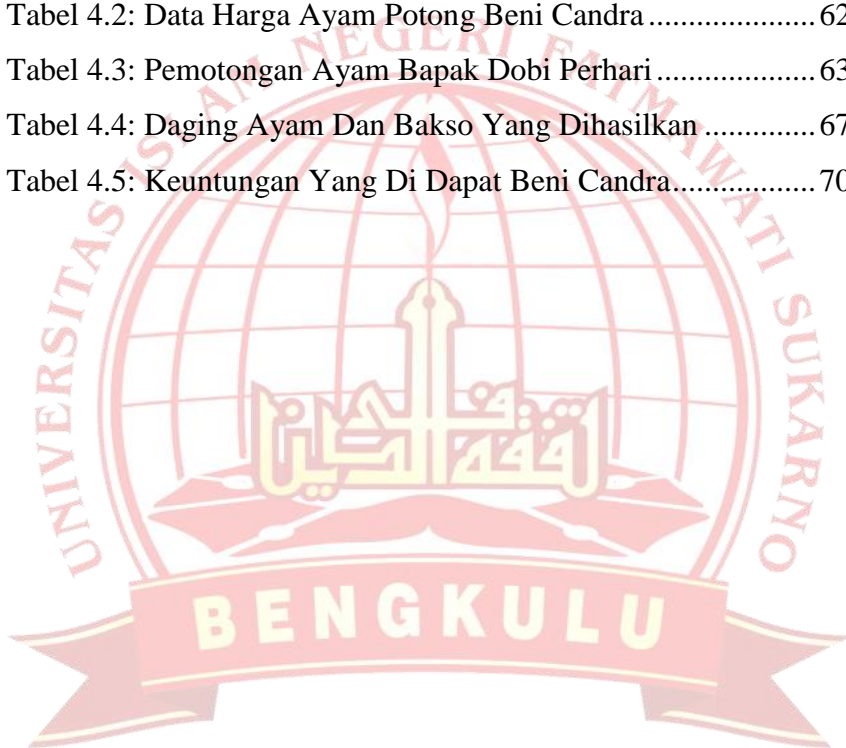 Tabel 4.2: Data Harga Ayam Potong Beni Candra ..................... 62
Tabel 4.3: Pemotongan Ayam Bapak Dobi Perhari .................... 63
Tabel 4.4: Daging Ayam Dan Bakso Yang Dihasilkan .............. 67
Tabel 4.5: Keuntungan Yang Di Dapat Beni Candra................. 70
UNIVERSITAS ISLAM NEGERI FATMAWATI SUKARNO
BENGKULU